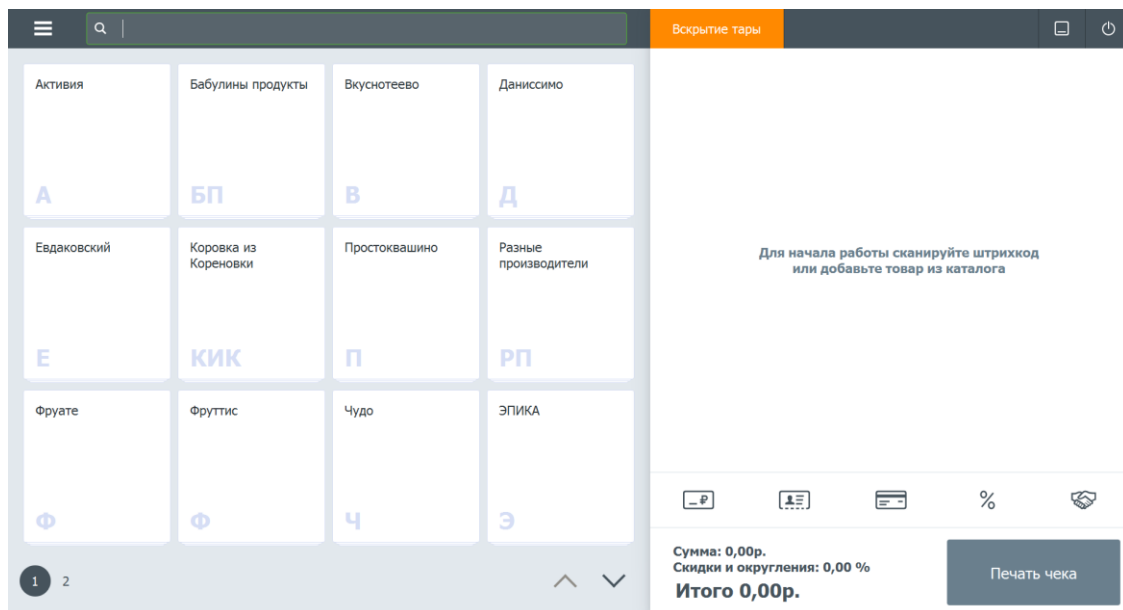 Вскрытие тары
Активия
Бабулины продукты
Вкуснотеево
Даниссимо
А
БП
В
Д
Евдаковский
Коровка из
Кореновки
Простоквашино
Разные
производители
Е
КИК
П
РП
Фруате
Фруттис
Чудо
ЭПИКА
Ф
Ф
Ч
Э
1 2
Для начала работы сканируйте штрихкод
или добавьте товар из каталога
₽
%
Сумма: 0,00р.
Скидки и округления: 0,00 %
Итого 0,00р.
Печать чека